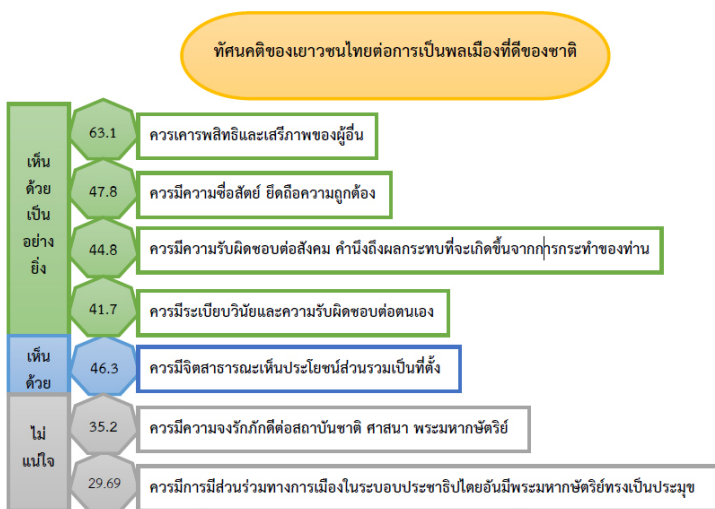 ทัศนคติของเยาวชนไทยต่อการเป็นพลเมืองที่ดีของชาติ
เห็น
ด้วย
เป็น
อย่าง
ยิ่ง
63.1
ควรเคารพสิทธิและเสรีภาพของผู้อื่น
47.8
ควรมีความซื่อสัตย์ ยึดถือความถูกต้อง
44.8
ควรมีความรับผิดชอบต่อสังคม คำนึงถึงผลกระทบที่จะเกิดขึ้นจากการกระทำของท่าน
41.7
ควรมีระเบียบวินัยและความรับผิดชอบต่อตนเอง
เห็น
ด้วย
46.3
ควรมีจิตสาธารณะเห็นประโยชน์ส่วนรวมเป็นที่ตั้ง
ไม่
แน่ใจ
35.2
ควรมีความจงรักภักดีต่อสถาบันชาติ ศาสนา พระมหากษัตริย์
29.69
ควรมีการมีส่วนร่วมทางการเมืองในระบอบประชาธิปไตยอันมีพระมหากษัตริย์ทรงเป็นประมุข